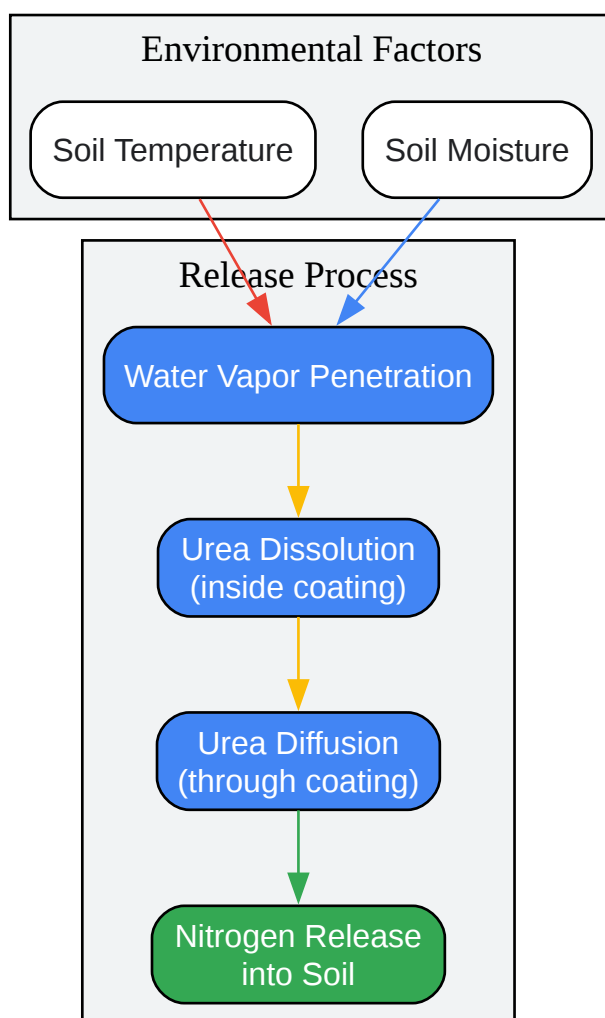 Environmental Factors
Soil Temperature
Soil Moisture
Release Process
Water Vapor Penetration
Urea Dissolution
(inside coating)
Urea Diffusion
(through coating)
Nitrogen Release
into Soil